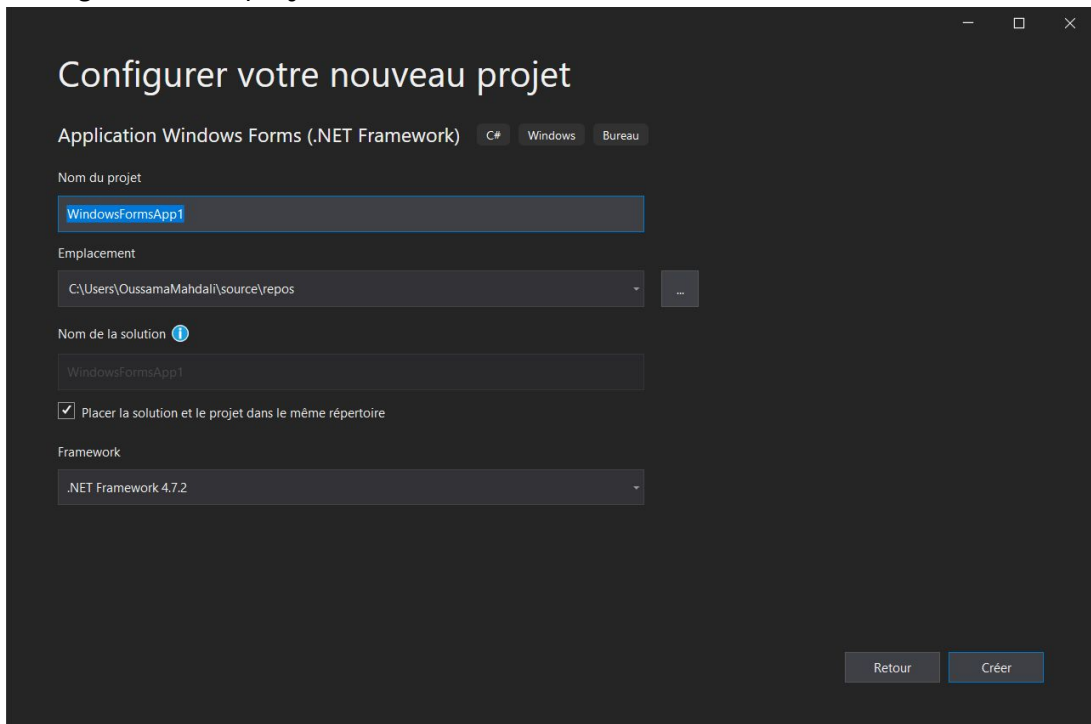 Configurer votre nouveau projet
Application Windows Forms (.NET Framework) C# Windows Bureau
Nom du projet
WindowsFormsApp1
Emplacement
C:\Users\OussamaMahdali\source\repos
...
Nom de la solution
WindowsFormsApp1
Placer la solution et le projet dans le même répertoire
Framework
.NET Framework 4.7.2
Retour Créer